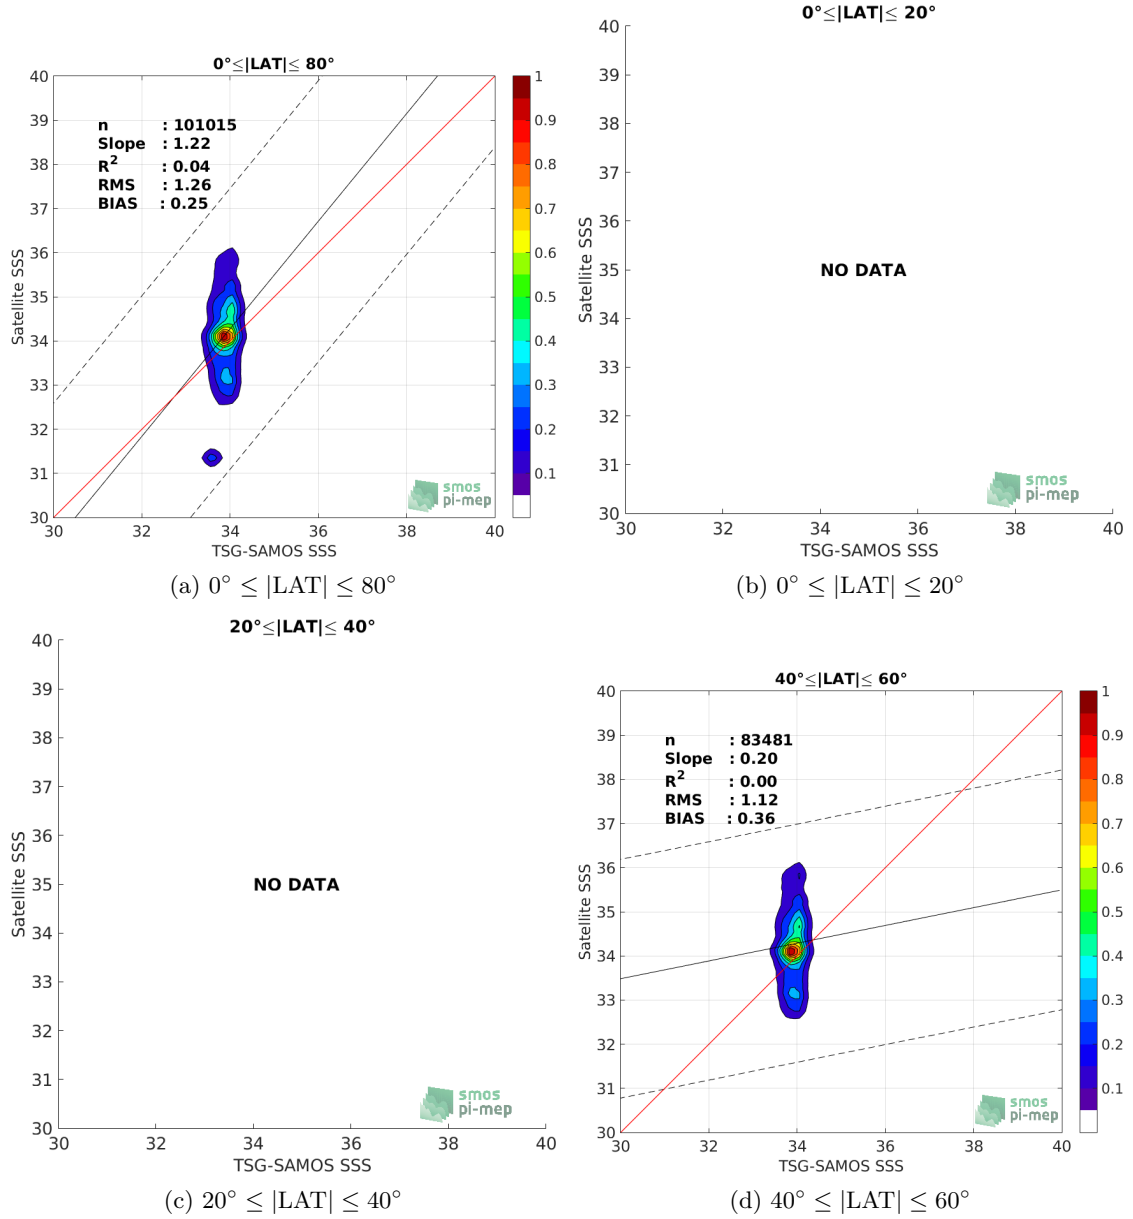 0°≤|LAT|≤ 80°
40
39
38
37
36
35
34
33
32
31
30
30
32
34
36
38
40
n : 101015
Slope : 1.22
R² : 0.04
RMS : 1.26
BIAS : 0.25
Satellite SSS
TSG-SAMOS SSS
1
0.9
0.8
0.7
0.6
0.5
0.4
0.3
0.2
0.1
smos
pi-mep
(a) 0° ≤ |LAT| ≤ 80°
0°≤|LAT|≤ 20°
40
39
38
37
36
35
34
33
32
31
30
30
32
34
36
38
40
NO DATA
Satellite SSS
TSG-SAMOS SSS
smos
pi-mep
(b) 0° ≤ |LAT| ≤ 20°
20°≤|LAT|≤ 40°
40
39
38
37
36
35
34
33
32
31
30
30
32
34
36
38
40
NO DATA
Satellite SSS
TSG-SAMOS SSS
smos
pi-mep
(c) 20° ≤ |LAT| ≤ 40°
40°≤|LAT|≤ 60°
40
39
38
37
36
35
34
33
32
31
30
30
32
34
36
38
40
n : 83481
Slope : 0.20
R² : 0.00
RMS : 1.12
BIAS : 0.36
Satellite SSS
TSG-SAMOS SSS
1
0.9
0.8
0.7
0.6
0.5
0.4
0.3
0.2
0.1
smos
pi-mep
(d) 40° ≤ |LAT| ≤ 60°